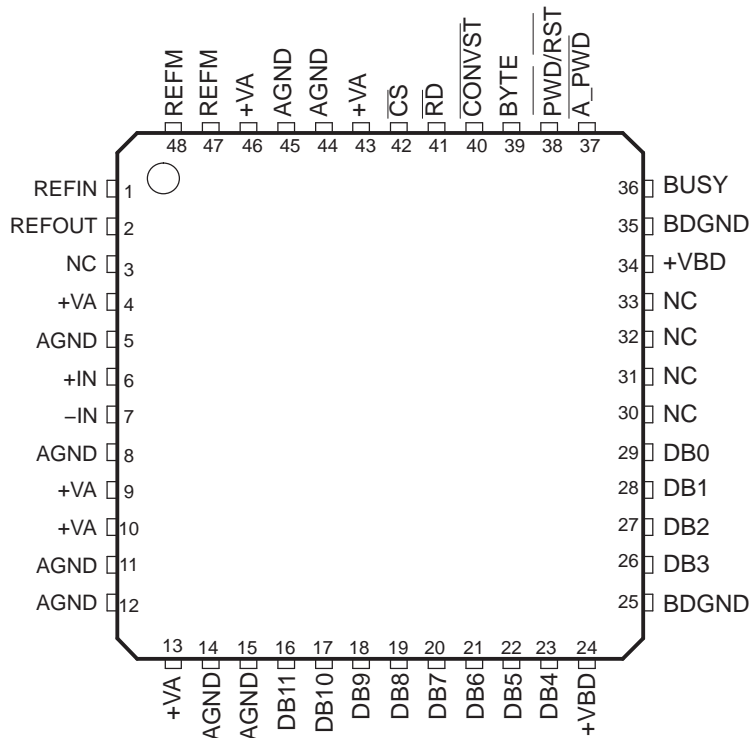 REFM
REFM
+VA
AGND
AGND
+VA
CS
RD
CONVST
BYTE
PWD/RST
A_PWD
48 47 46 45 44 43 42 41 40 39 38 37
REFIN 1
REFOUT 2
NC 3
+VA 4
AGND 5
+IN 6
–IN 7
AGND 8
+VA 9
+VA 10
AGND 11
AGND 12
36 BUSY
35 BDGND
34 +VBD
33 NC
32 NC
31 NC
30 NC
29 DB0
28 DB1
27 DB2
26 DB3
25 BDGND
13 14 15 16 17 18 19 20 21 22 23 24
+VA
AGND
AGND
DB11
DB10
DB9
DB8
DB7
DB6
DB5
DB4
+VBD